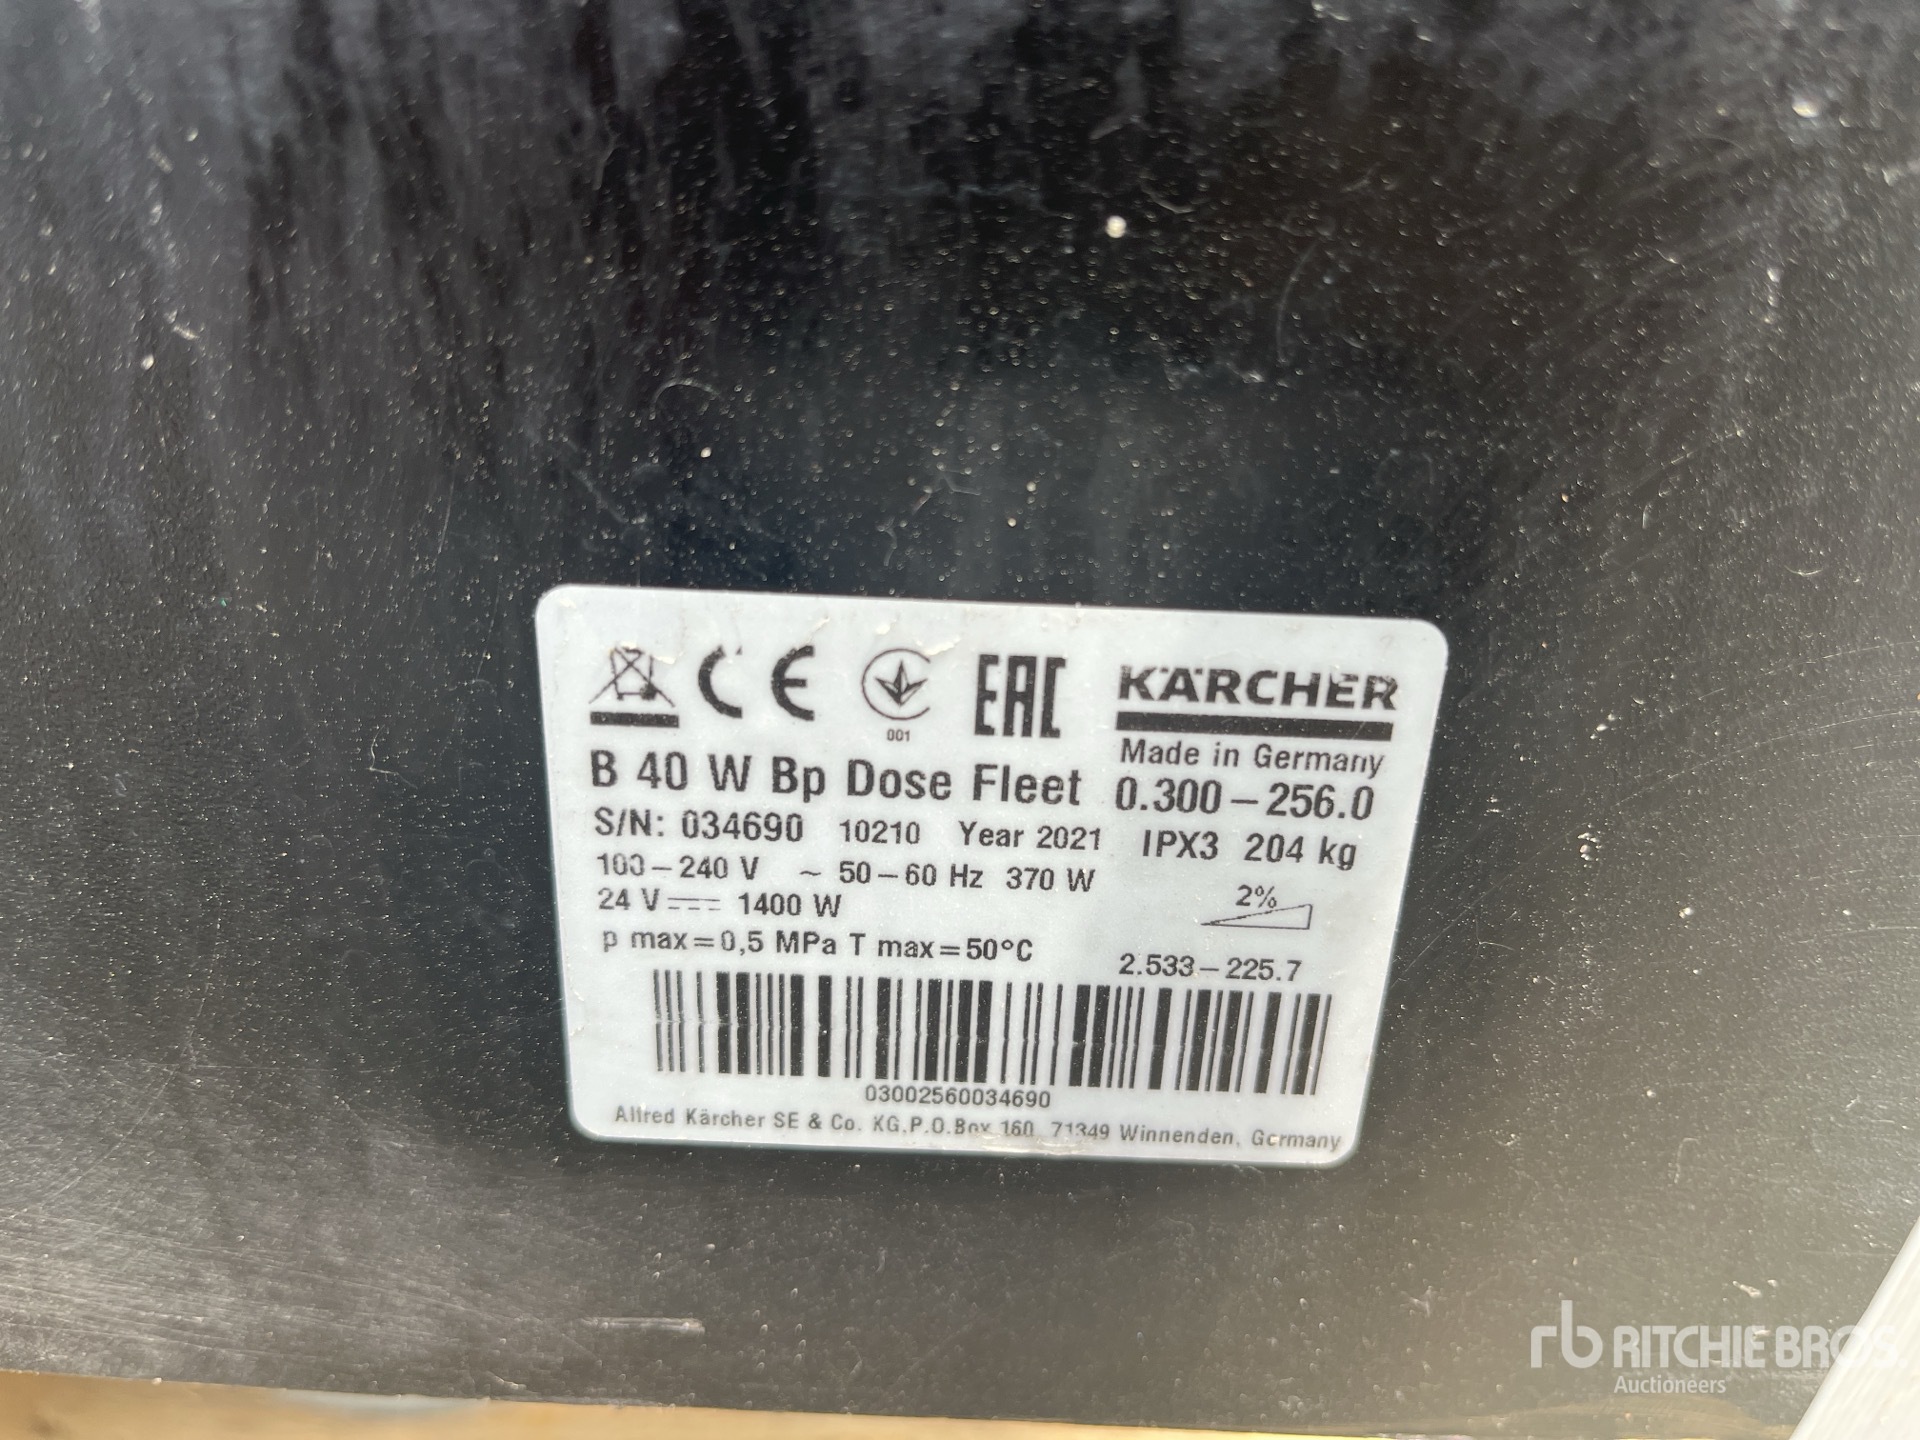 CE
001
EAC
KÄRCHER
Made in Germany
B 40 W Bp Dose Fleet 0.300-256.0
S/N: 034690 10210 Year 2021 IPX3 204 kg
100-240 V ~ 50-60 Hz 370 W
2%
24 V 1400 W
p max=0,5 MPa T max=50°C
2.533-225.7
03002560034690
Alfred Kärcher SE & Co. KG.P.O.Box 160 71349 Winnenden, Germany
rb RITCHIE BROS.
Auctioneers